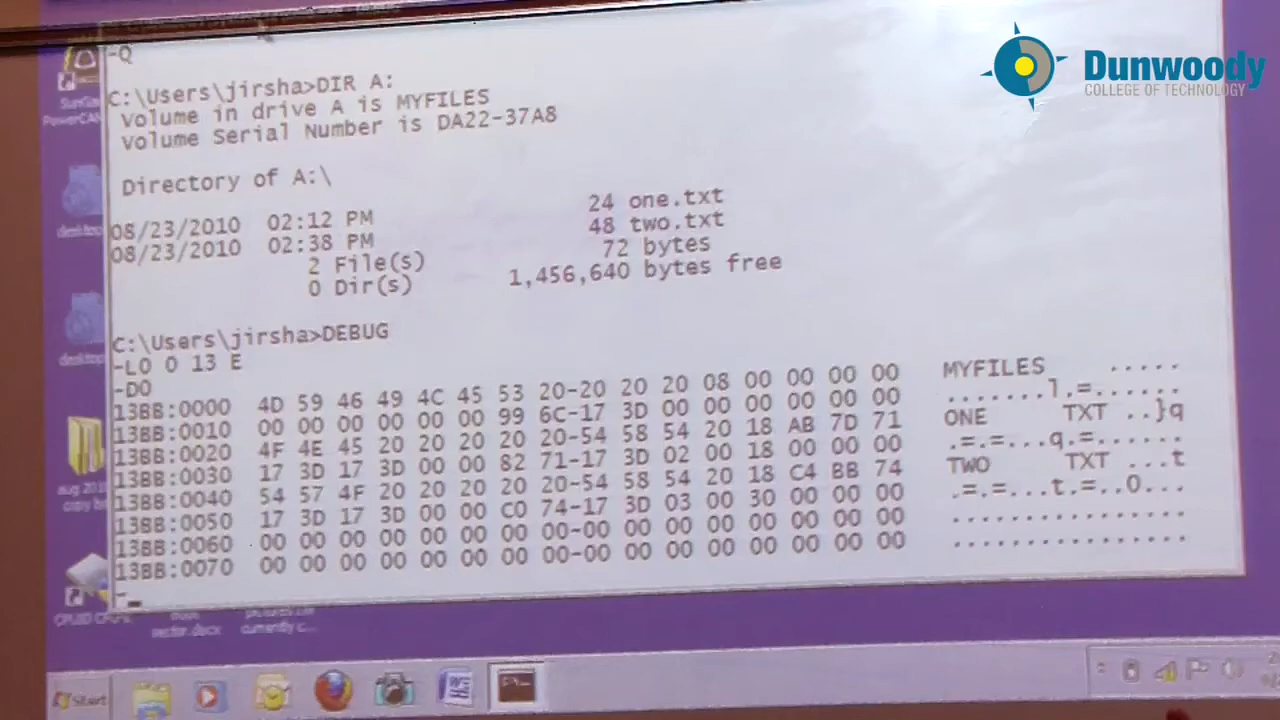 -Q
Dunwoody
COLLEGE OF TECHNOLOGY
C:\Users\jirsha>DIR A:
Volume in drive A is MYFILES
Volume Serial Number is DA22-37A8
Directory of A:\
08/23/2010 02:12 PM 24 one.txt
08/23/2010 02:38 PM 48 two.txt
2 File(s) 72 bytes
0 Dir(s) 1,456,640 bytes free
C:\Users\jirsha>DEBUG
-L0 0 13 E
-D0
13BB:0000 4D 59 46 49 4C 45 53 20-20 20 20 08 00 00 00 00 MYFILES .....
13BB:0010 00 00 00 00 00 00 99 6C-17 3D 00 00 00 00 00 00 .......l.=......
13BB:0020 4F 4E 45 20 20 20 20 20-54 58 54 20 18 AB 7D 71 ONE TXT ..}q
13BB:0030 17 3D 17 3D 00 00 82 71-17 3D 02 00 18 00 00 00 .=.=...q.=......
13BB:0040 54 57 4F 20 20 20 20 20-54 58 54 20 18 C4 BB 74 TWO TXT ...t
13BB:0050 17 3D 17 3D 00 00 C0 74-17 3D 03 00 30 00 00 00 .=.=...t.=..0...
13BB:0060 00 00 00 00 00 00 00 00-00 00 00 00 00 00 00 00 ................
13BB:0070 00 00 00 00 00 00 00 00-00 00 00 00 00 00 00 00 ................
-
sector.docx
currently c...
Start